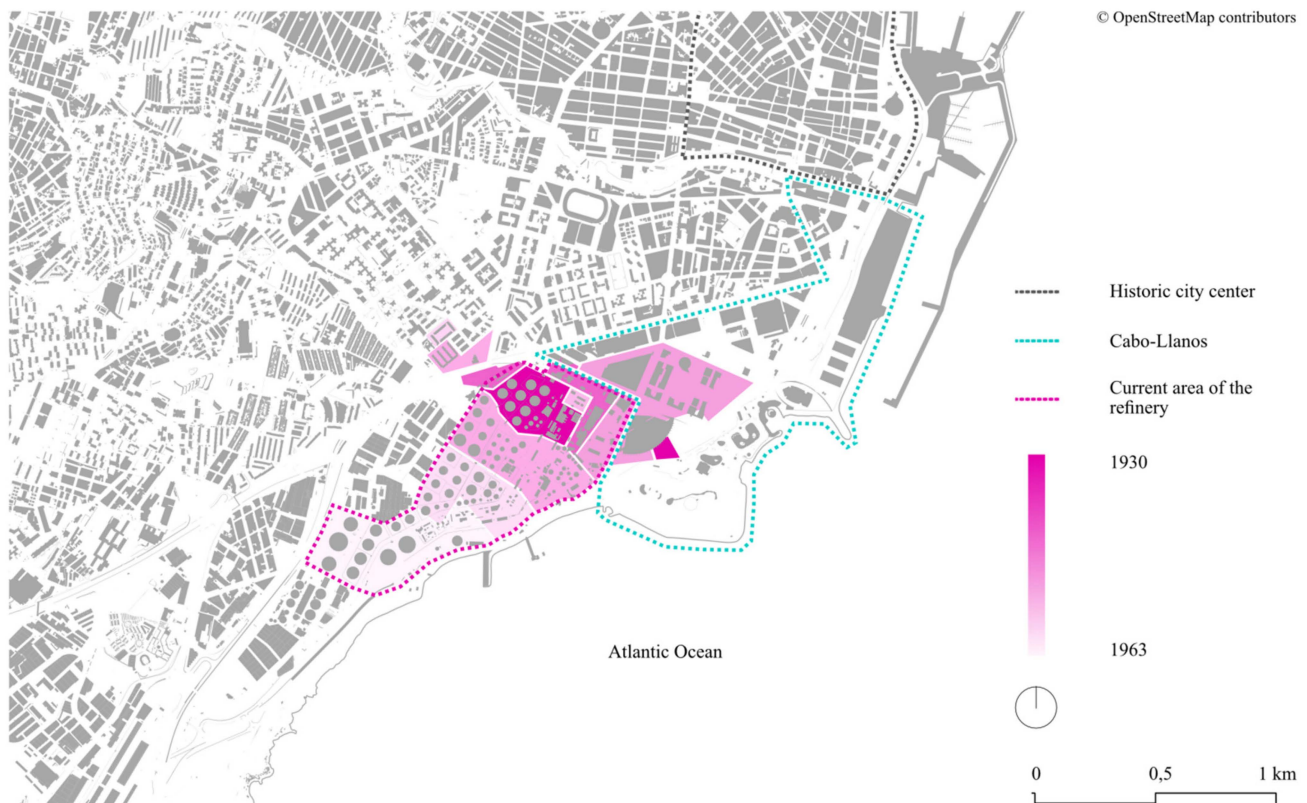 © OpenStreetMap contributors
Historic city center
Cabo-Llanos
Current area of the
refinery
1930
1963
Atlantic Ocean
0 0,5 1 km